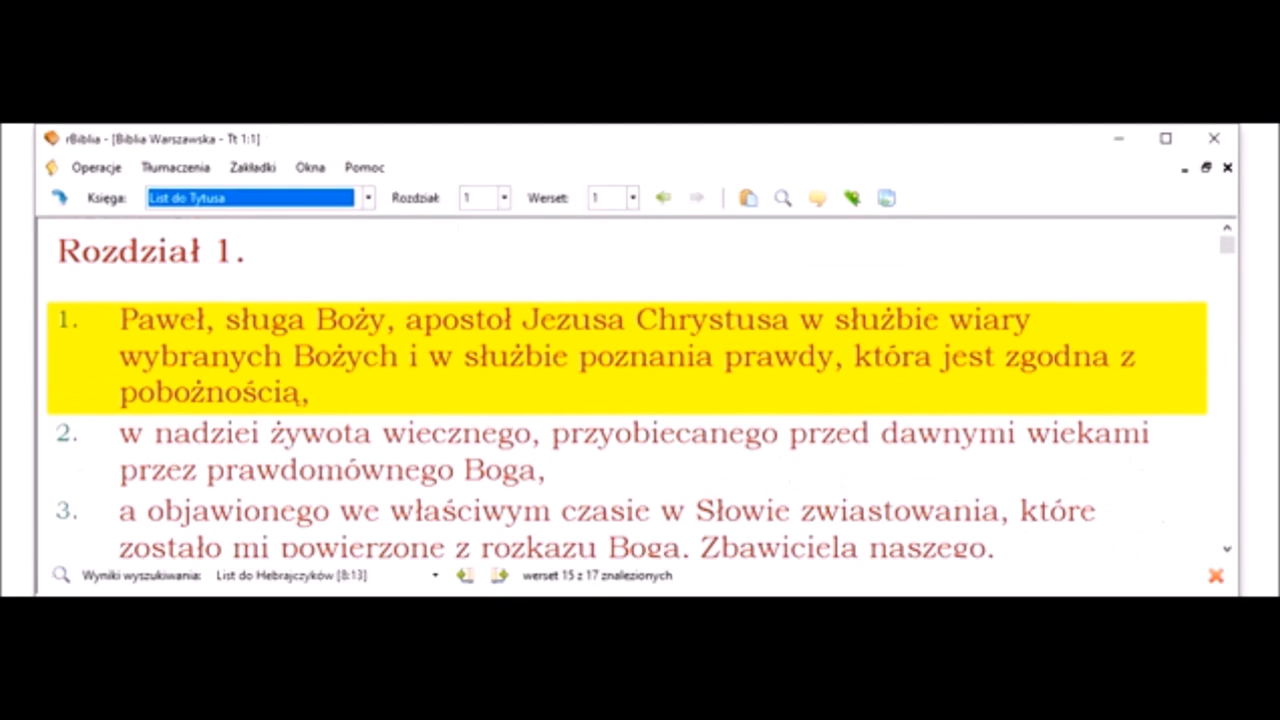 rBiblia - [Biblia Warszawska - Tt 1:1]
Operacje Tłumaczenia Zakładki Okna Pomoc
Księga: List do Tytusa Rozdział: 1 Werset: 1
Rozdział 1.
1. Paweł, sługa Boży, apostoł Jezusa Chrystusa w służbie wiary
wybranych Bożych i w służbie poznania prawdy, która jest zgodna z
pobożnością,
2. w nadziei żywota wiecznego, przyobiecanego przed dawnymi wiekami
przez prawdomównego Boga,
3. a objawionego we właściwym czasie w Słowie zwiastowania, które
zostało mi powierzone z rozkazu Boga, Zbawiciela naszego.
Wyniki wyszukiwania: List do Hebrajczyków [8:13] werset 15 z 17 znalezionych